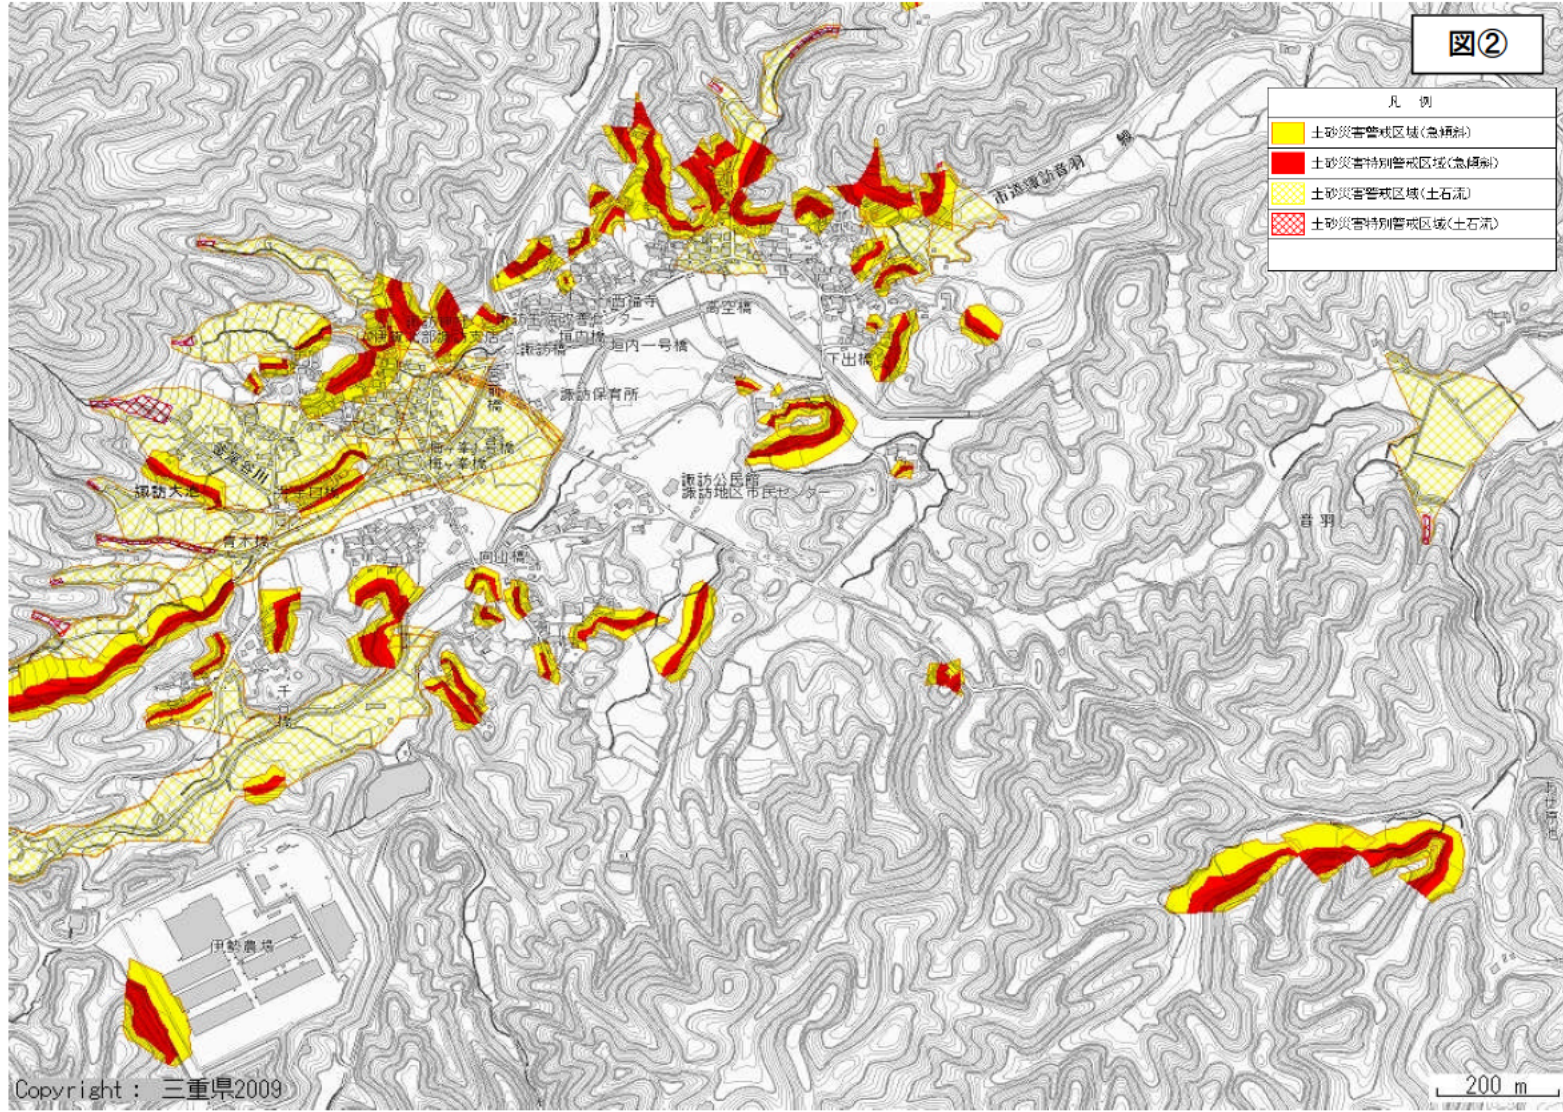 図②
凡 例
土砂災害警戒区域(急傾斜)
土砂災害特別警戒区域(急傾斜)
土砂災害警戒区域(土石流)
土砂災害特別警戒区域(土石流)
市道諏訪音羽 線
西福寺
高空橋
垣内一号橋
諏訪橋
下出橋
諏訪保育所
諏訪公民館
諏訪地区市民センター
諏訪大池
青木橋
向山橋
音羽
伊勢農場
Copyright : 三重県2009
200 m